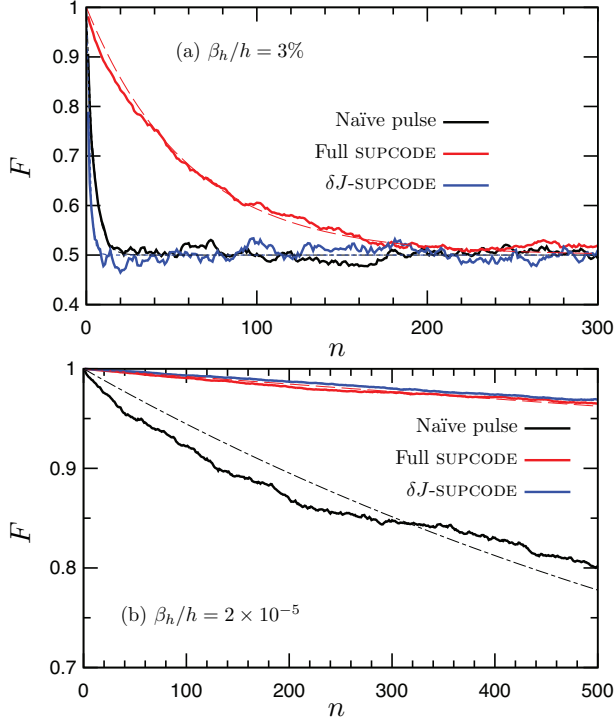 1
(a) β_h/h = 3%
0.9
Naïve pulse
0.8
Full SUPCODE
F
0.7
δJ-SUPCODE
0.6
0.5
0.4
0 100 200 300
n
1
Naïve pulse
Full SUPCODE
0.9
δJ-SUPCODE
F
0.8
(b) β_h/h = 2 × 10⁻⁵
0.7
0 100 200 300 400 500
n